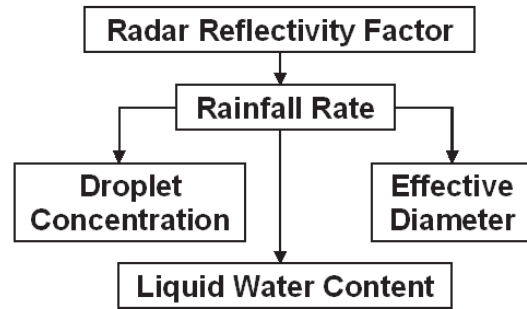 Radar Reflectivity Factor
Rainfall Rate
Droplet
Concentration
Effective
Diameter
Liquid Water Content